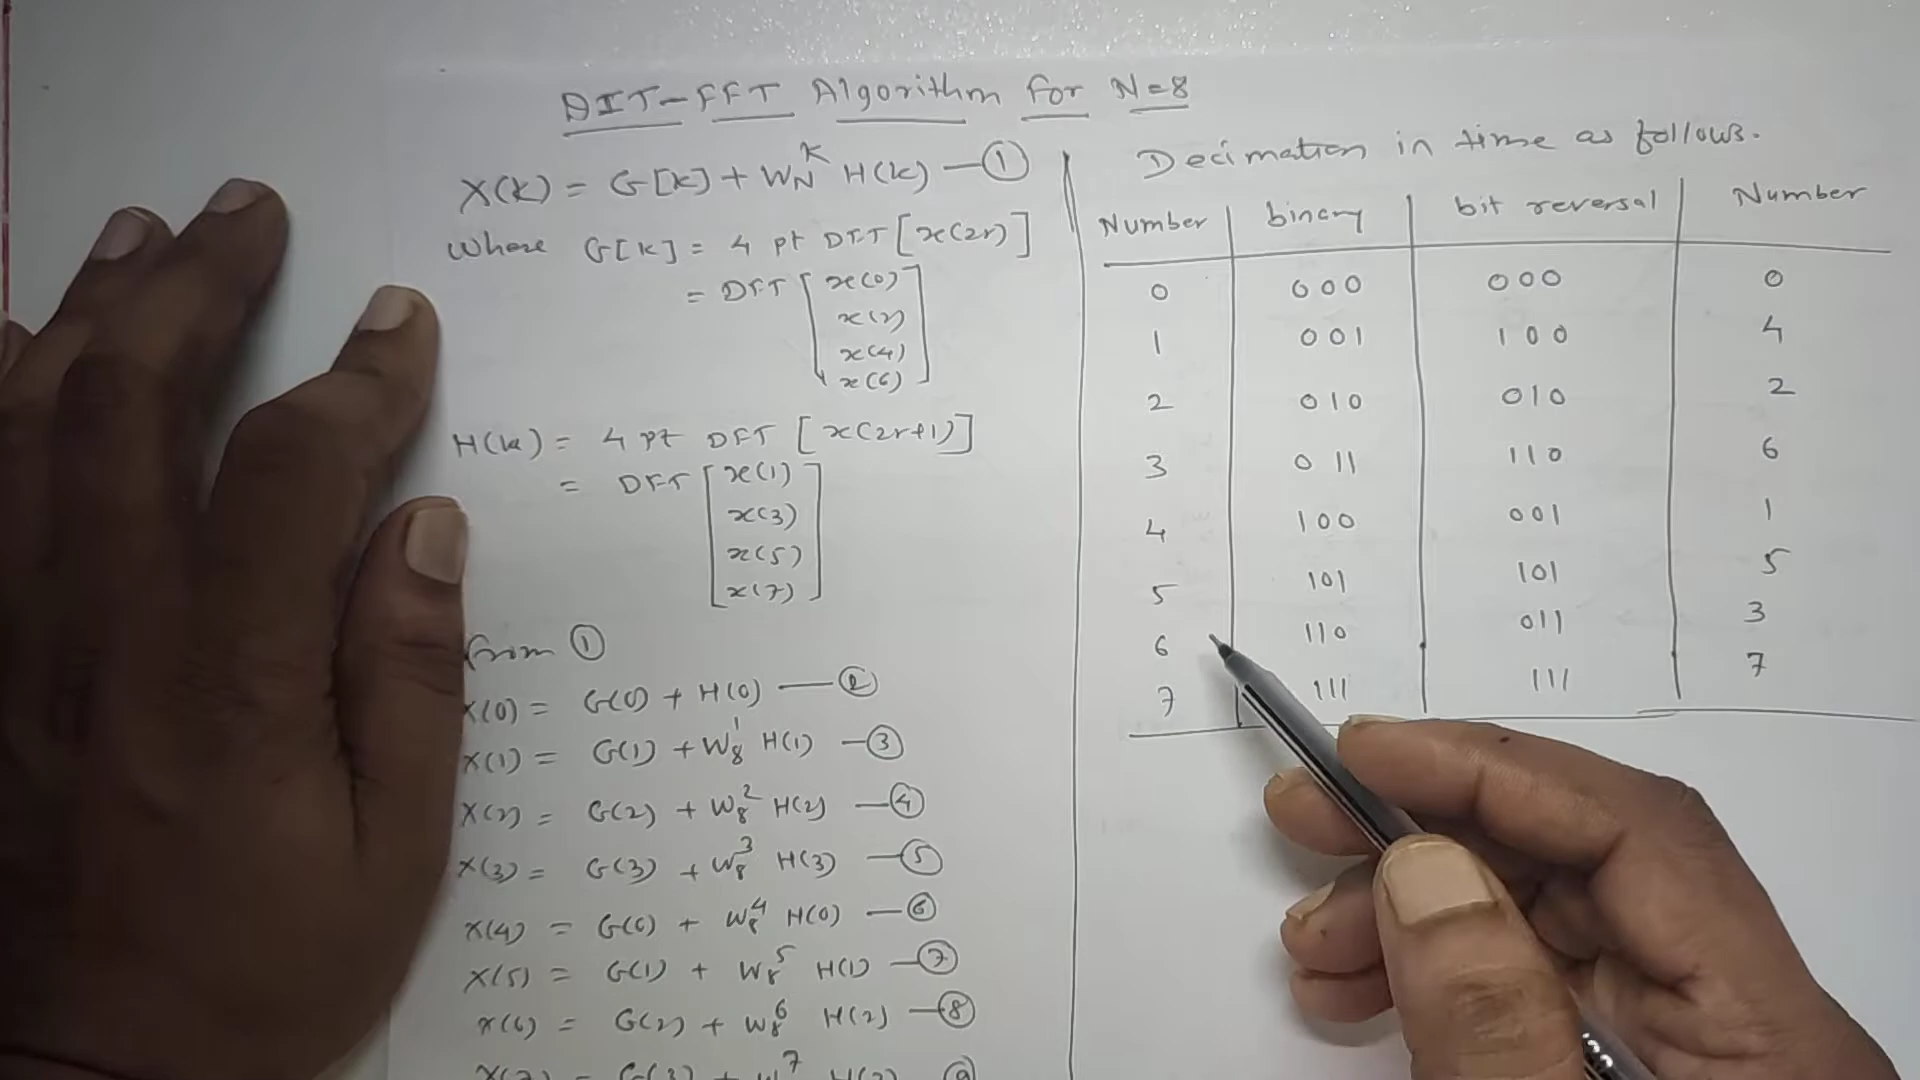 DIT-FFT Algorithm for N=8
X(K) = G[K] + W_N^K H(K) — ①
where G[K] = 4 pt DFT [x(2r)]
= DFT [x(0)
x(2)
x(4)
x(6)]
H(k) = 4 pt DFT [x(2r+1)]
= DFT [x(1)
x(3)
x(5)
x(7)]
from ①
X(0) = G(0) + H(0) — ②
X(1) = G(1) + W_8^1 H(1) — ③
X(2) = G(2) + W_8^2 H(2) — ④
X(3) = G(3) + W_8^3 H(3) — ⑤
X(4) = G(0) + W_8^4 H(0) — ⑥
X(5) = G(1) + W_8^5 H(1) — ⑦
X(6) = G(2) + W_8^6 H(2) — ⑧
X(7) = G(3) + W^7 H(3) ⑨
Decimation in time as follows.
Number binary bit reversal Number
0 000 000 0
1 001 100 4
2 010 010 2
3 011 110 6
4 100 001 1
5 101 101 5
6 110 011 3
7 111 111 7